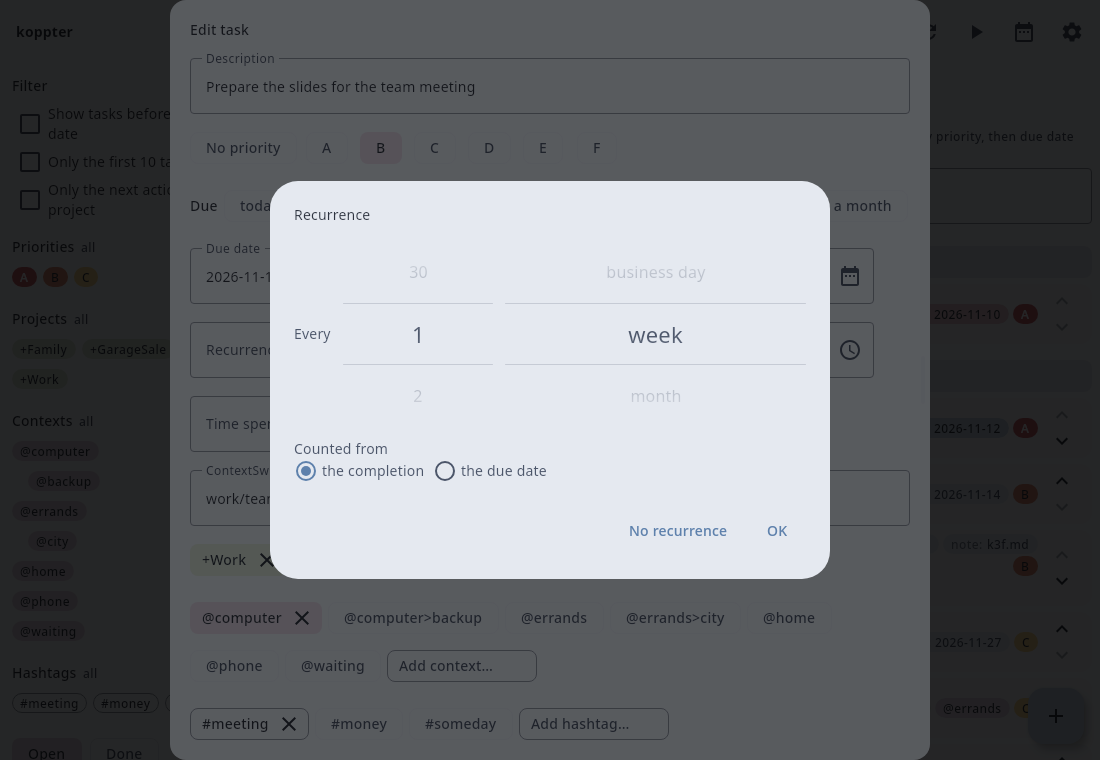 koppter
Edit task
Description
Prepare the slides for the team meeting
Filter
Show tasks before
date
Only the first 10 ta
Only the next actio
project
No priority A B C D E F
priority, then due date
Due toda a month
Priorities all
A B C
Due date
2026-11-1
Projects all
+Family +GarageSale
+Work
Recurrenc
Contexts all
@computer
@backup
@errands
@city
@home
@phone
@waiting
Time spen
ContextSw
work/tear
Recurrence
30 business day
Every 1 week
2 month
Counted from
the completion the due date
No recurrence OK
2026-11-10 A
2026-11-12 A
2026-11-14 B
note: k3f.md
B
2026-11-27 C
@errands C
+Work
@computer @computer>backup @errands @errands>city @home
@phone @waiting Add context...
Hashtags all
#meeting #money
#meeting #money #someday Add hashtag...
Open Done